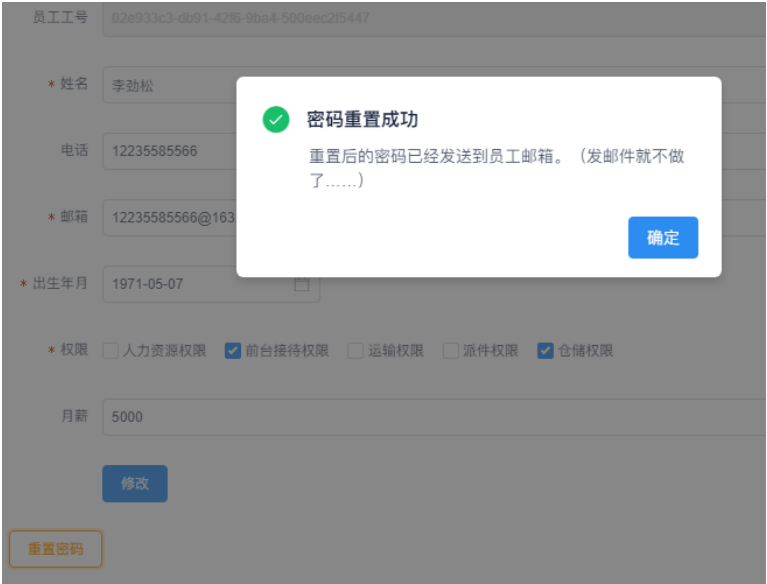 员工工号 02e933c3-db91-42f6-9ba4-500eec2f5447
* 姓名 李劲松
密码重置成功
电话 12235585566
重置后的密码已经发送到员工邮箱。（发邮件就不做
了……）
* 邮箱 12235585566@163
确定
* 出生年月 1971-05-07
* 权限 人力资源权限 前台接待权限 运输权限 派件权限 仓储权限
月薪 5000
修改
重置密码